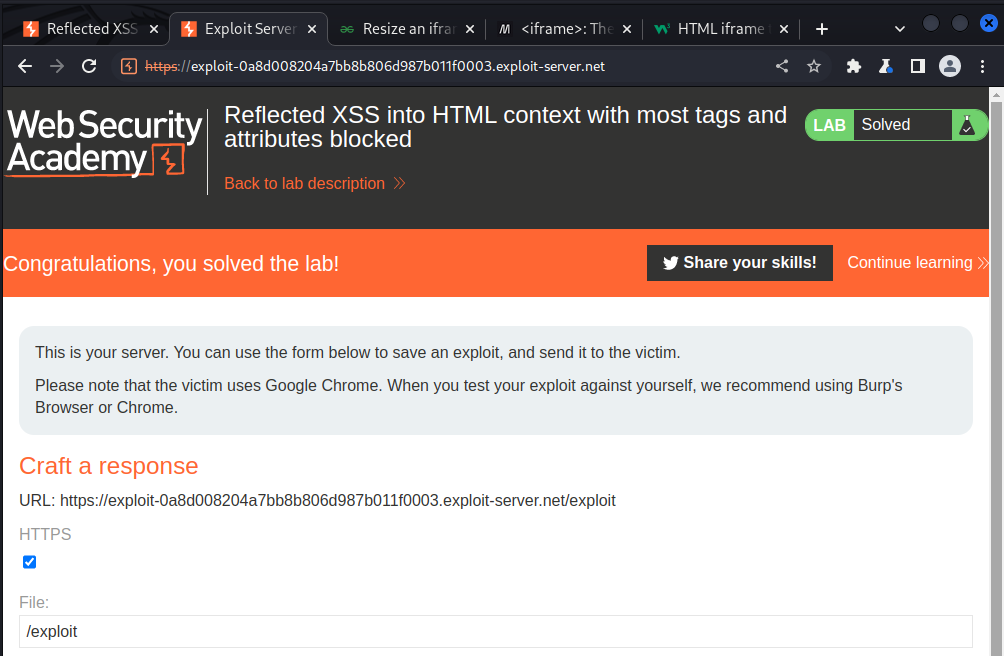 Reflected XSS
Exploit Server
Resize an ifra
<iframe>: The
HTML iframe
https://exploit-0a8d008204a7bb8b806d987b011f0003.exploit-server.net
Web Security
Academy
Reflected XSS into HTML context with most tags and
attributes blocked
LAB
Solved
Back to lab description
Congratulations, you solved the lab!
Share your skills!
Continue learning
This is your server. You can use the form below to save an exploit, and send it to the victim.
Please note that the victim uses Google Chrome. When you test your exploit against yourself, we recommend using Burp's
Browser or Chrome.
Craft a response
URL: https://exploit-0a8d008204a7bb8b806d987b011f0003.exploit-server.net/exploit
HTTPS
File:
/exploit